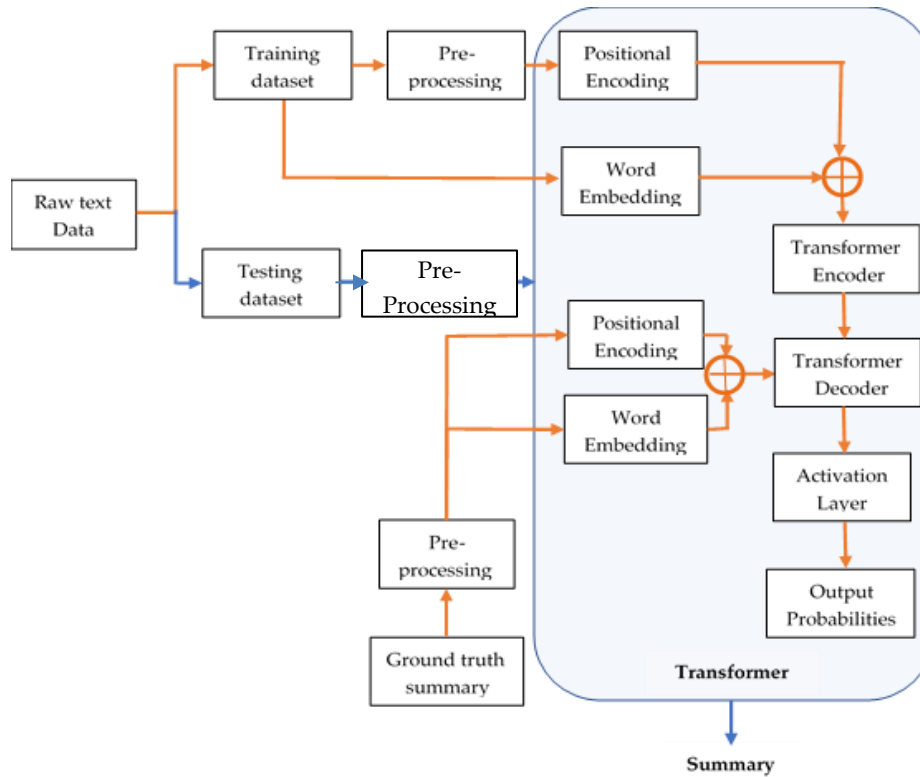 Training
dataset
Pre-
processing
Positional
Encoding
Word
Embedding
Raw text
Data
Transformer
Encoder
Testing
dataset
Pre-
Processing
Positional
Encoding
Transformer
Decoder
Word
Embedding
Activation
Layer
Pre-
processing
Output
Probabilities
Ground truth
summary
Transformer
Summary